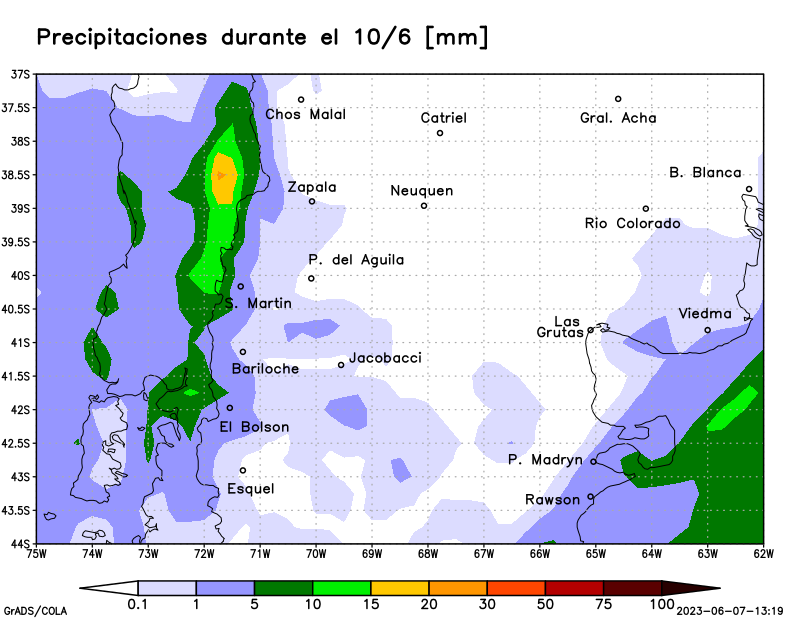 Precipitaciones durante el 10/6 [mm]
37S
37.5S
38S
38.5S
39S
39.5S
40S
40.5S
41S
41.5S
42S
42.5S
43S
43.5S
44S
Chos Malal
Catriel
Gral. Acha
B. Blanca
Zapala
Neuquen
Rio Colorado
P. del Aguila
S. Martin
Viedma
Las
Grutas
Jacobacci
Bariloche
El Bolson
P. Madryn
Esquel
Rawson
75W 74W 73W 72W 71W 70W 69W 68W 67W 66W 65W 64W 63W 62W
0.1 1 5 10 15 20 30 50 75 100
GrADS/COLA
2023-06-07-13:19